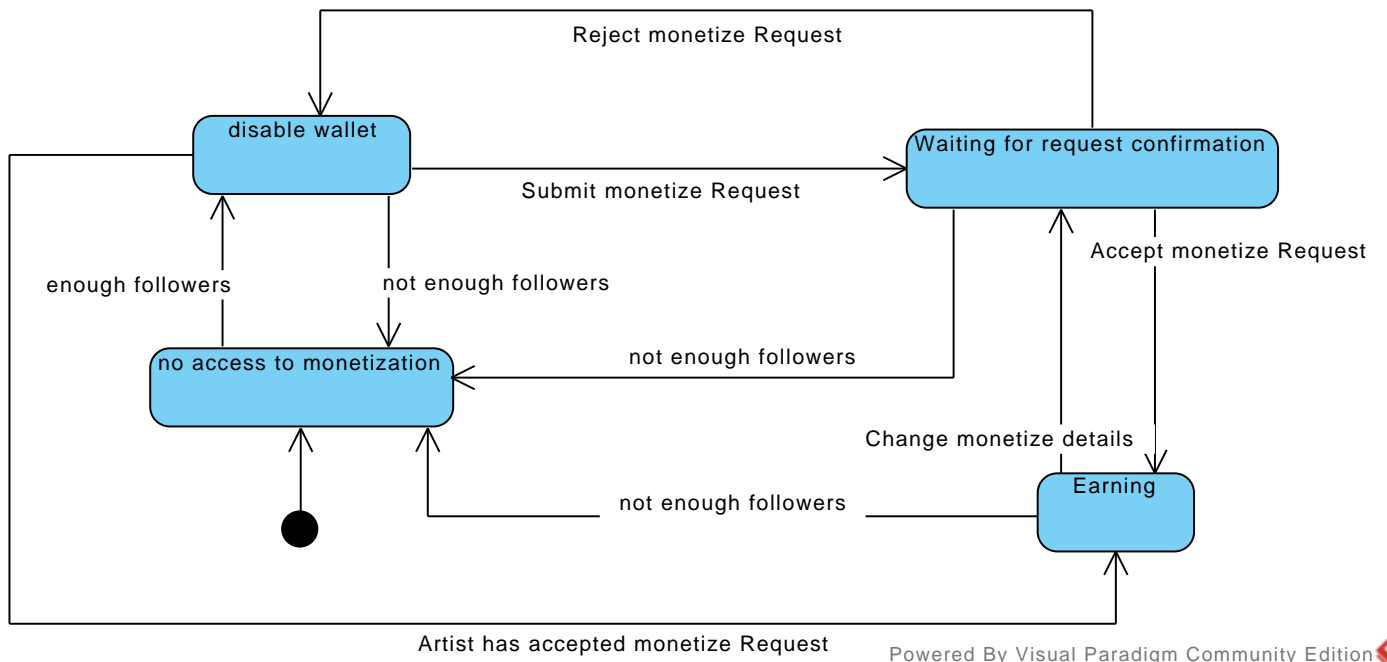 Reject monetize Request
disable wallet
Waiting for request confirmation
Submit monetize Request
Accept monetize Request
enough followers
not enough followers
no access to monetization
not enough followers
Change monetize details
Earning
not enough followers
Artist has accepted monetize Request
Powered By Visual Paradigm Community Edition